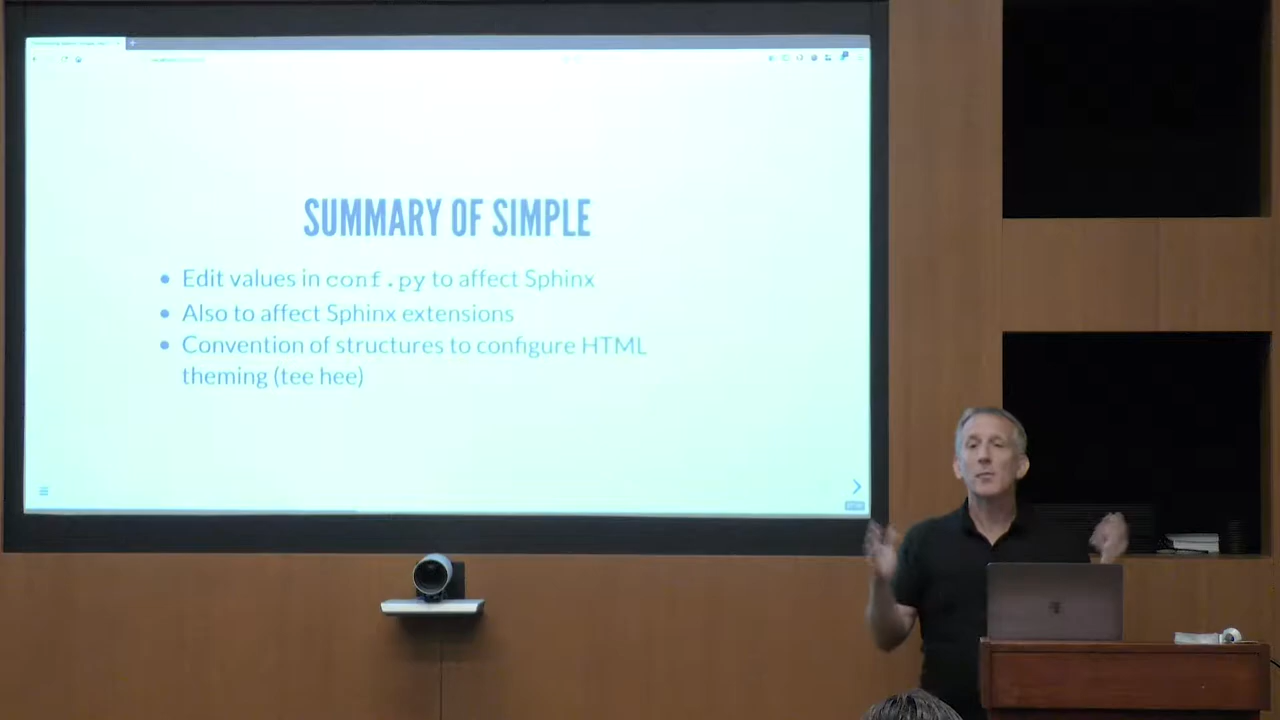 SUMMARY OF SIMPLE
Edit values in conf.py to affect Sphinx
Also to affect Sphinx extensions
Convention of structures to configure HTML
theming (tee hee)